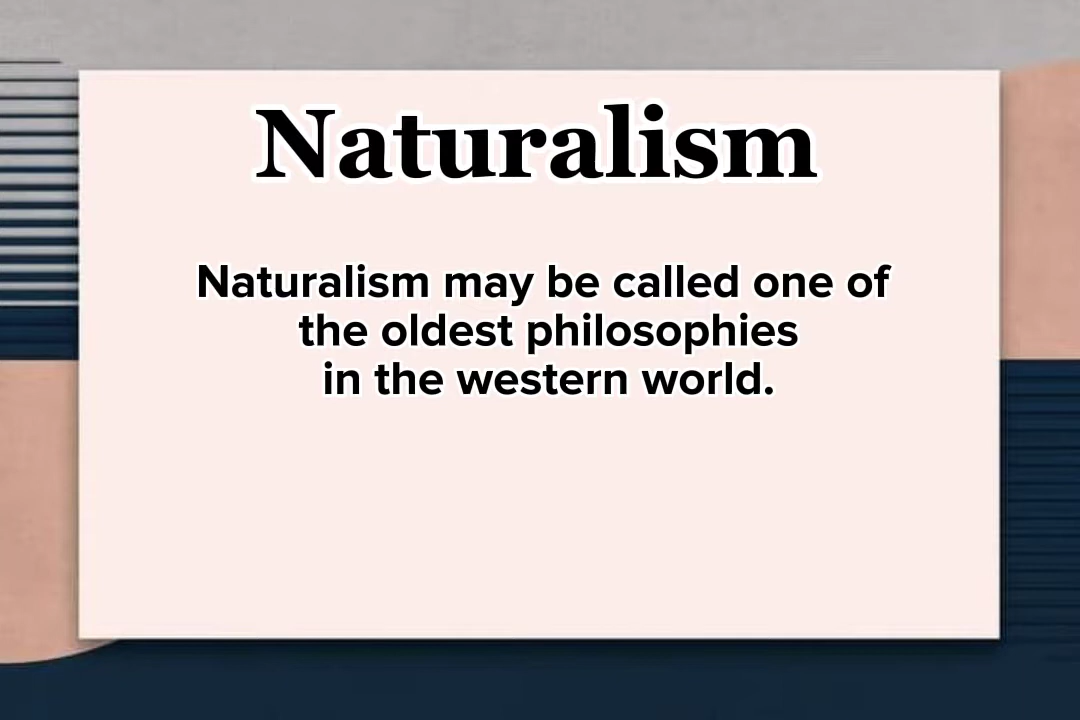 Naturalism
Naturalism may be called one of
the oldest philosophies
in the western world.